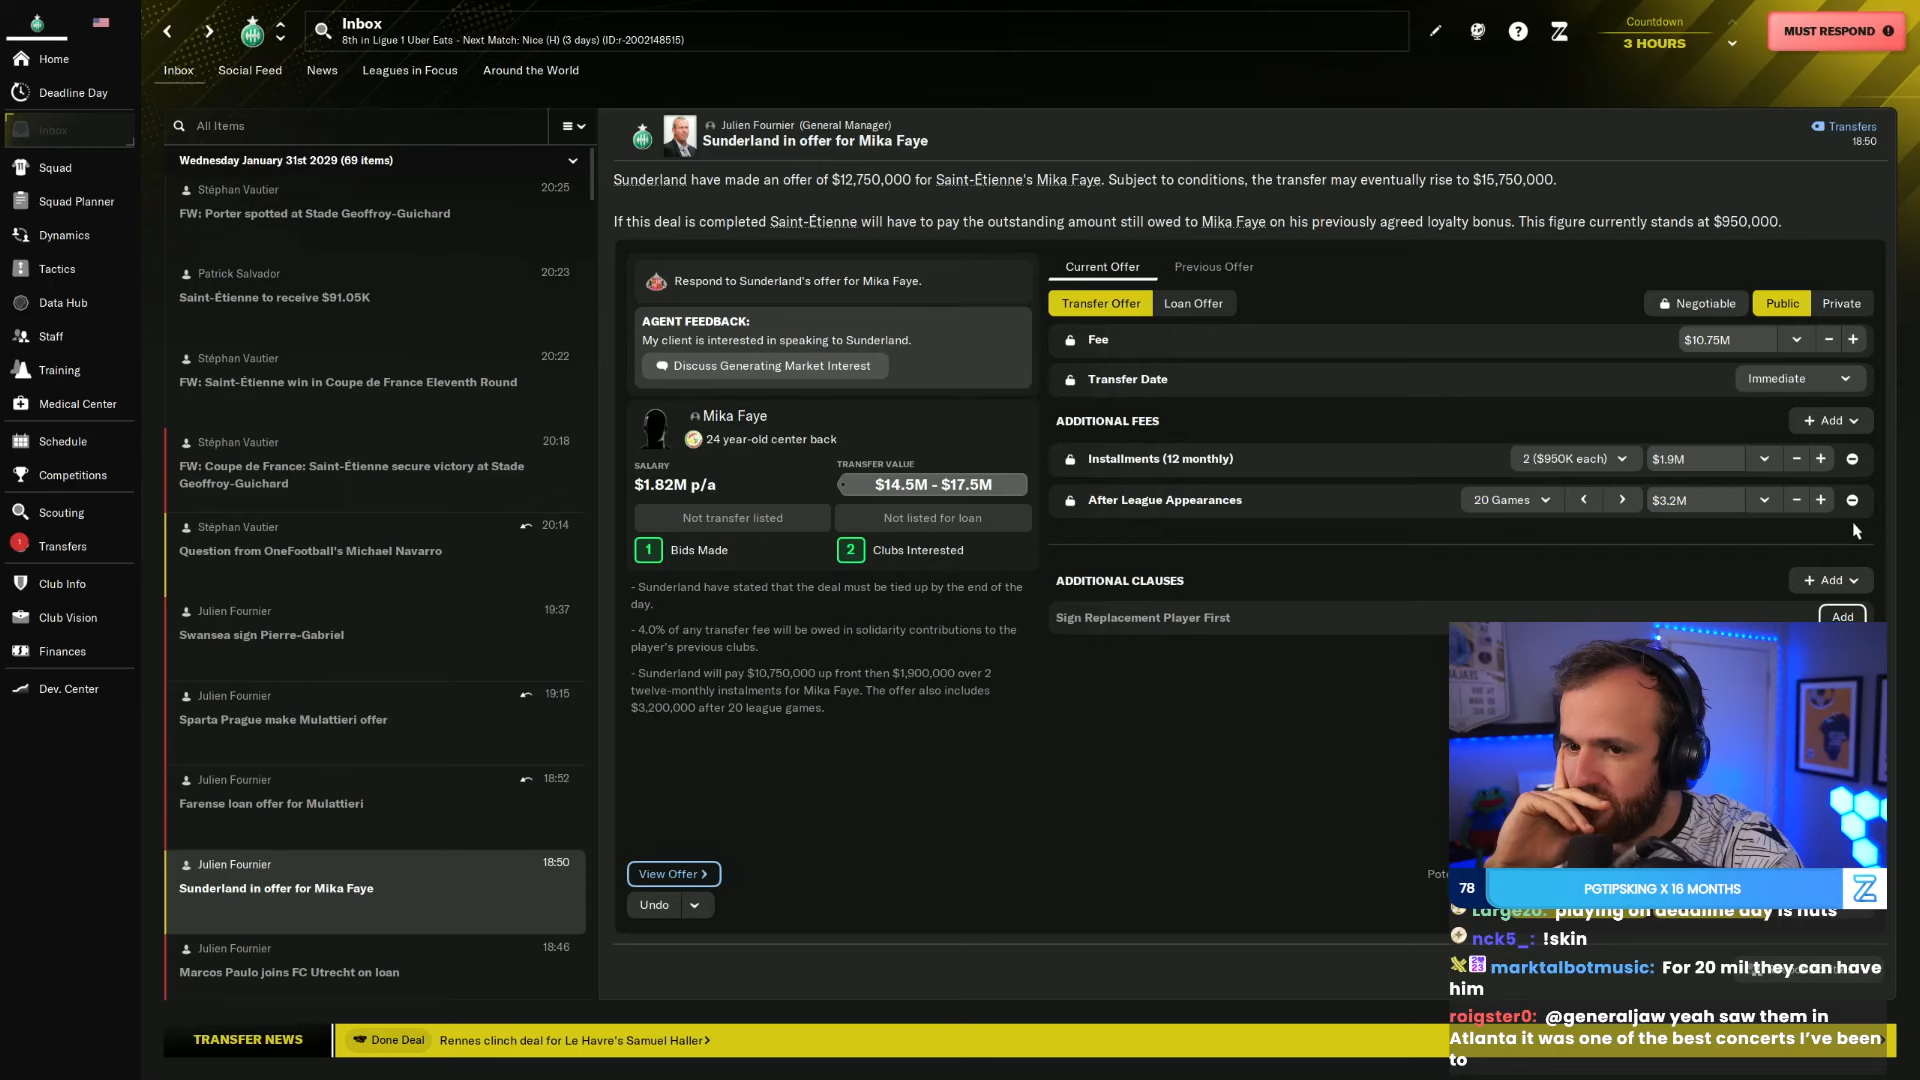 Inbox
8th in Ligue 1 Uber Eats - Next Match: Nice (H) (3 days) (ID:r-2002148515)
Countdown
3 HOURS
MUST RESPOND
Home
Deadline Day
Inbox
Squad
Squad Planner
Dynamics
Tactics
Data Hub
Staff
Training
Medical Center
Schedule
Competitions
Scouting
1
Transfers
Club Info
Club Vision
Finances
Dev. Center
Inbox
Social Feed
News
Leagues in Focus
Around the World
All Items
Wednesday January 31st 2029 (69 items)
Stéphan Vautier
20:25
FW: Porter spotted at Stade Geoffroy-Guichard
Patrick Salvador
20:23
Saint-Étienne to receive $91.05K
Stéphan Vautier
20:22
FW: Saint-Étienne win in Coupe de France Eleventh Round
Stéphan Vautier
20:18
FW: Coupe de France: Saint-Étienne secure victory at Stade
Geoffroy-Guichard
Stéphan Vautier
20:14
Question from OneFootball's Michael Navarro
Julien Fournier
19:37
Swansea sign Pierre-Gabriel
Julien Fournier
19:15
Sparta Prague make Mulattieri offer
Julien Fournier
18:52
Farense loan offer for Mulattieri
Julien Fournier
18:50
Sunderland in offer for Mika Faye
Julien Fournier
18:46
Marcos Paulo joins FC Utrecht on loan
Julien Fournier (General Manager)
Sunderland in offer for Mika Faye
Transfers
18:50
Sunderland have made an offer of $12,750,000 for Saint-Étienne's Mika Faye. Subject to conditions, the transfer may eventually rise to $15,750,000.
If this deal is completed Saint-Étienne will have to pay the outstanding amount still owed to Mika Faye on his previously agreed loyalty bonus. This figure currently stands at $950,000.
Respond to Sunderland's offer for Mika Faye.
AGENT FEEDBACK:
My client is interested in speaking to Sunderland.
Discuss Generating Market Interest
Mika Faye
24 year-old center back
SALARY
$1.82M p/a
TRANSFER VALUE
$14.5M - $17.5M
Not transfer listed
Not listed for loan
1 Bids Made
2 Clubs Interested
- Sunderland have stated that the deal must be tied up by the end of the
day.
- 4.0% of any transfer fee will be owed in solidarity contributions to the
player's previous clubs.
- Sunderland will pay $10,750,000 up front then $1,900,000 over 2
twelve-monthly instalments for Mika Faye. The offer also includes
$3,200,000 after 20 league games.
View Offer >
Undo
Current Offer
Previous Offer
Transfer Offer
Loan Offer
Negotiable
Public
Private
Fee
$10.75M
Transfer Date
Immediate
ADDITIONAL FEES
+ Add
Installments (12 monthly)
2 ($950K each)
$1.9M
After League Appearances
20 Games
$3.2M
ADDITIONAL CLAUSES
+ Add
Sign Replacement Player First
Add
78
PGTIPSKING X 16 MONTHS
Largezo: playing on deadline day is nuts
nck5_: !skin
marktalbotmusic: For 20 mil they can have
him
roigster0: @generaljaw yeah saw them in
Atlanta it was one of the best concerts I've been
to
TRANSFER NEWS
Done Deal
Rennes clinch deal for Le Havre's Samuel Haller>